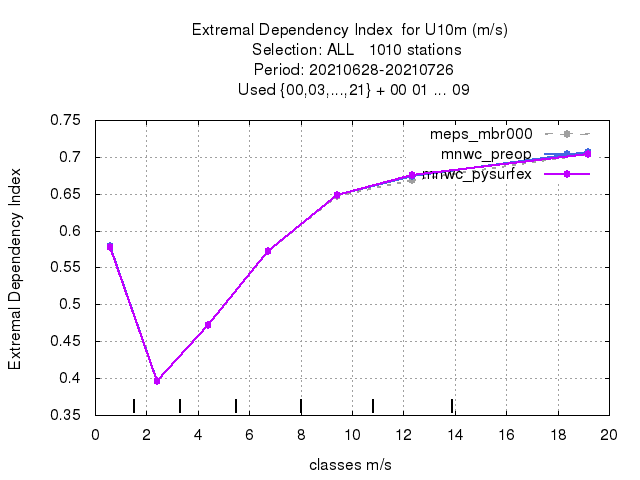 Extremal Dependency Index  for U10m (m/s)
Selection: ALL   1010 stations
Period: 20210628-20210726
Used {00,03,...,21} + 00 01 ... 09
Extremal Dependency Index
0.75
0.7
0.65
0.6
0.55
0.5
0.45
0.4
0.35
meps_mbr000
mnwc_preop
mnwc_pysurfex
0 2 4 6 8 10 12 14 16 18 20
classes m/s